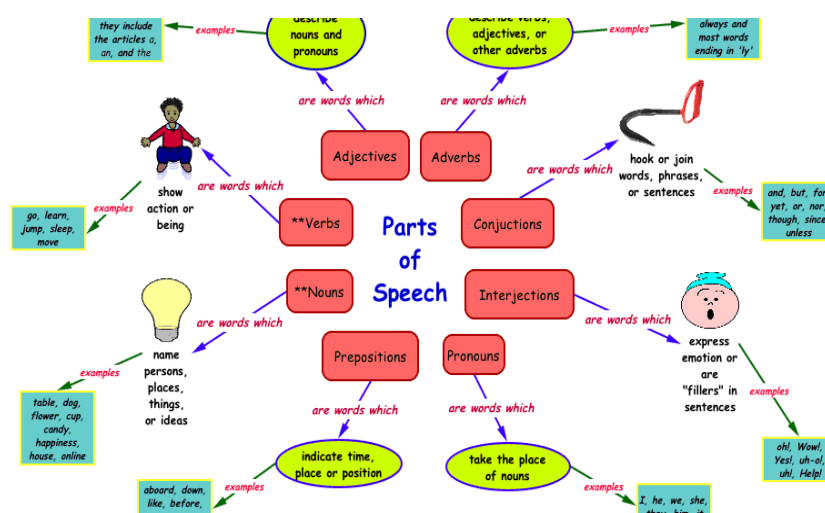 they include
the articles a,
an, and the
examples
describe
nouns and
pronouns
describe verbs,
adjectives, or
other adverbs
examples
always and
most words
ending in 'ly'
are words which
are words which
Adjectives
Adverbs
show
action or
being
are words which
examples
go, learn,
jump, sleep,
move
**Verbs
Parts
of
Speech
Conjuctions
are words which
hook or join
words, phrases,
or sentences
examples
and, but, for
yet, or, nor,
though, since
unless
**Nouns
are words which
name
persons,
places,
things,
or ideas
examples
table, dog,
flower, cup,
candy,
happiness,
house, online
Interjections
are words which
express
emotion or
are
"fillers" in
sentences
examples
oh!, Wow!,
Yes!, uh-o!,
uh!, Help!
Prepositions
are words which
indicate time,
place or position
examples
aboard, down,
like, before,
Pronouns
are words which
take the place
of nouns
examples
I, he, we, she,
they, him, it